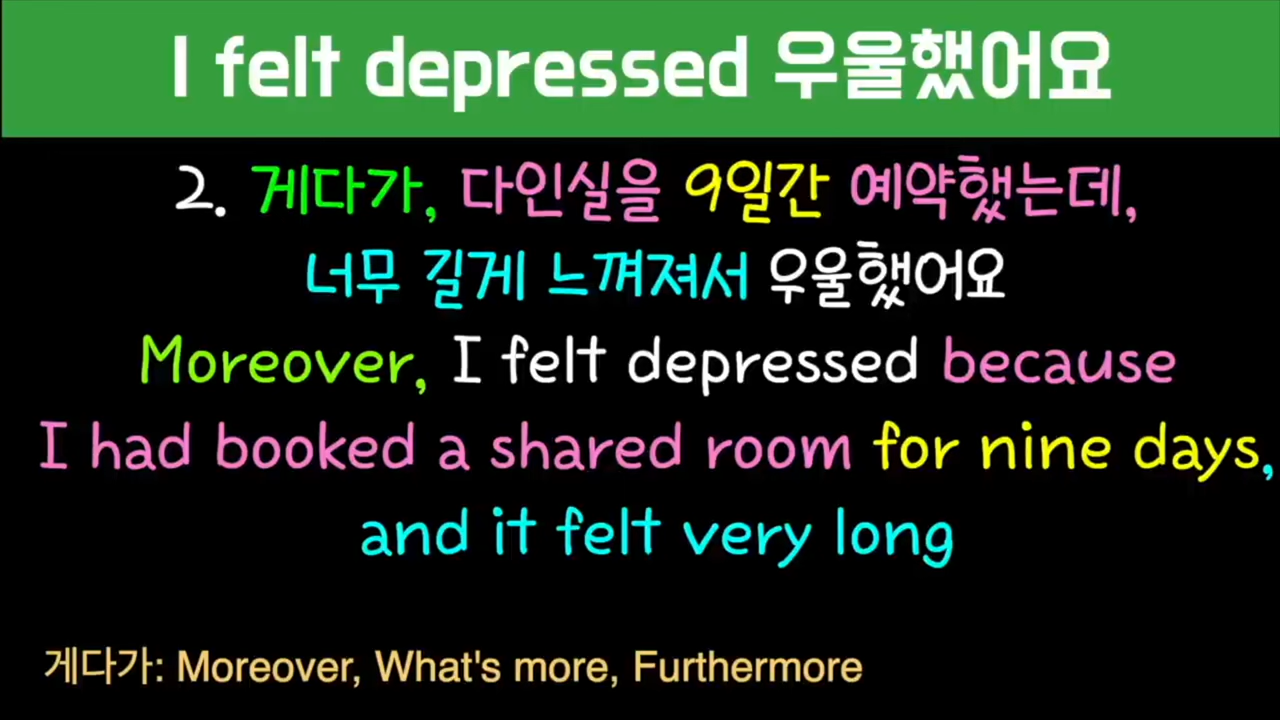 I felt depressed 우울했어요
2. 게다가, 다인실을 9일간 예약했는데,
너무 길게 느껴져서 우울했어요
Moreover, I felt depressed because
I had booked a shared room for nine days,
and it felt very long
게다가: Moreover, What's more, Furthermore